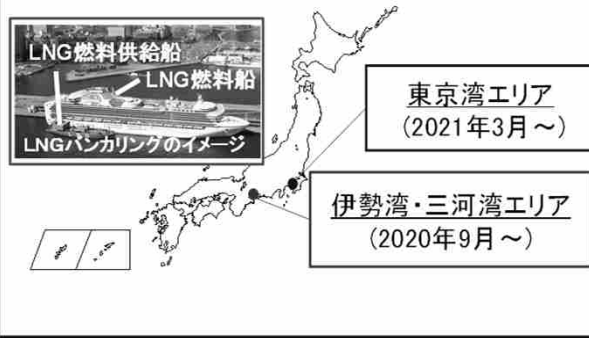 LNG燃料供給船
LNG燃料船
LNGバンカリングのイメージ
東京湾エリア
(2021年3月～)
伊勢湾・三河湾エリア
(2020年9月～)